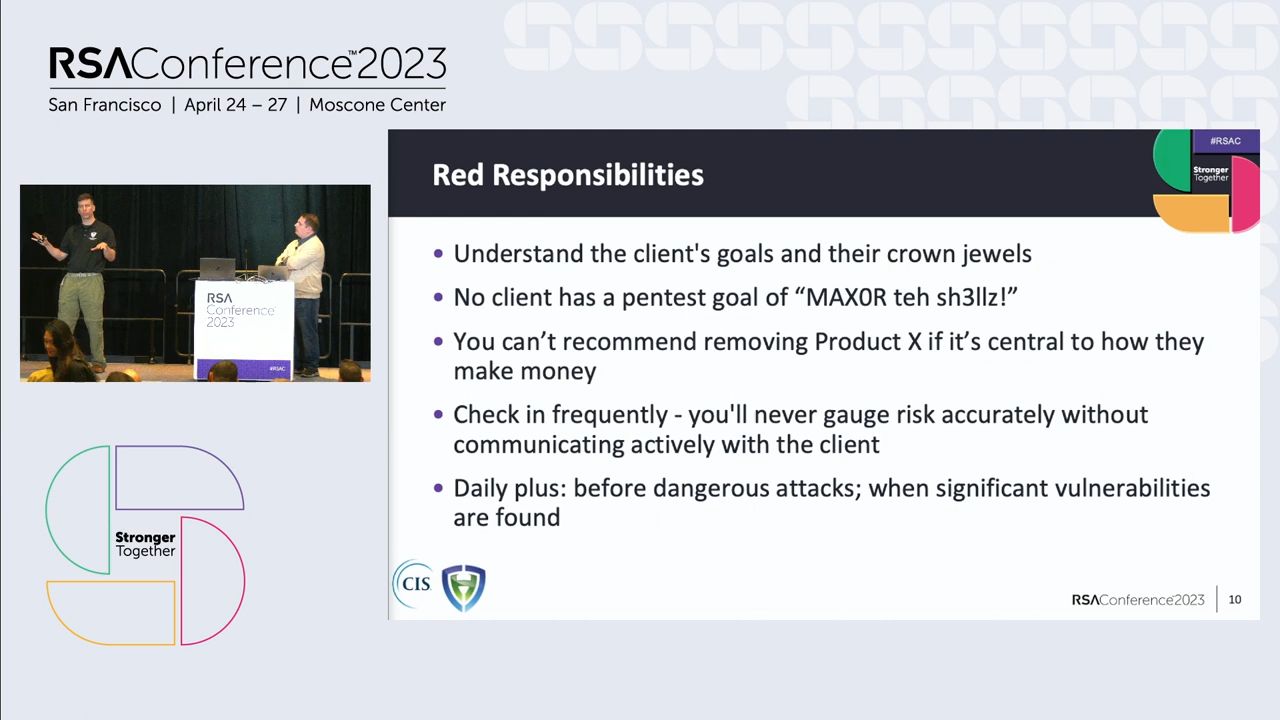 RSAConference™2023
San Francisco | April 24 – 27 | Moscone Center
#RSAC
Stronger
Together
Red Responsibilities
• Understand the client's goals and their crown jewels
• No client has a pentest goal of “MAX0R teh sh3llz!”
• You can’t recommend removing Product X if it’s central to how they
make money
• Check in frequently - you'll never gauge risk accurately without
communicating actively with the client
• Daily plus: before dangerous attacks; when significant vulnerabilities
are found
CIS
RSAConference2023 | 10
RSA
Conference
2023
#RSAC
Stronger
Together